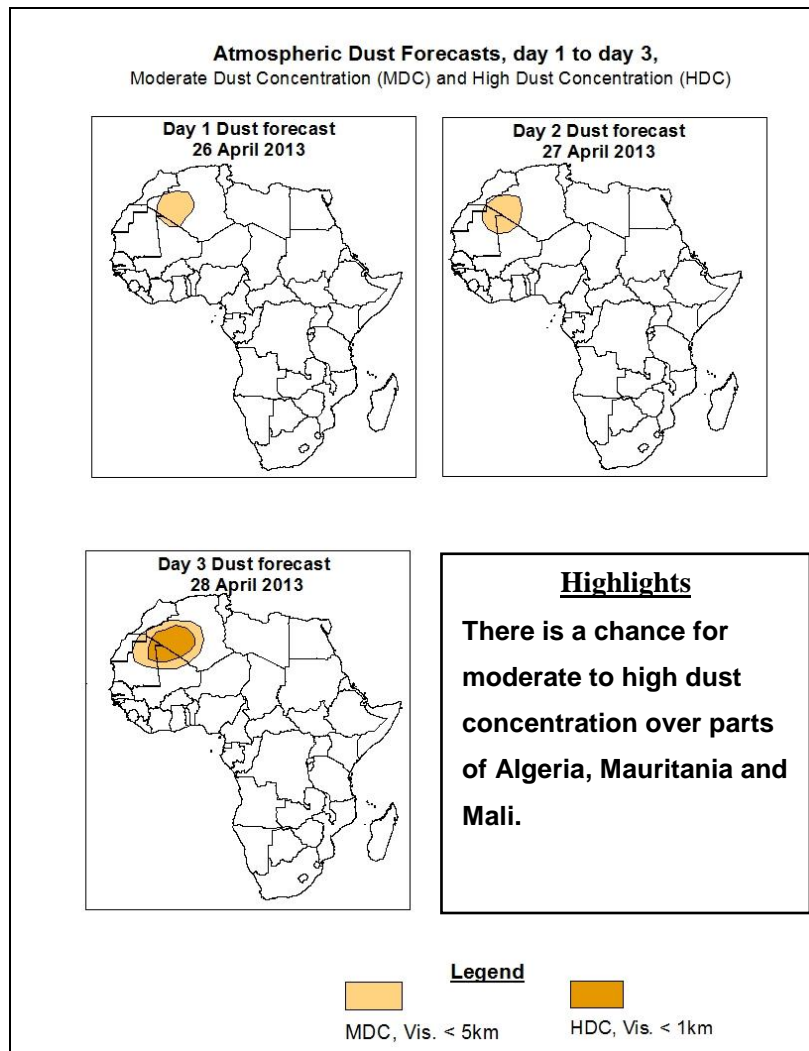 Atmospheric Dust Forecasts, day 1 to day 3,
Moderate Dust Concentration (MDC) and High Dust Concentration (HDC)
Day 1 Dust forecast
26 April 2013
Day 2 Dust forecast
27 April 2013
Day 3 Dust forecast
28 April 2013
Highlights
There is a chance for
moderate to high dust
concentration over parts
of Algeria, Mauritania and
Mali.
Legend
MDC, Vis. < 5km
HDC, Vis. < 1km